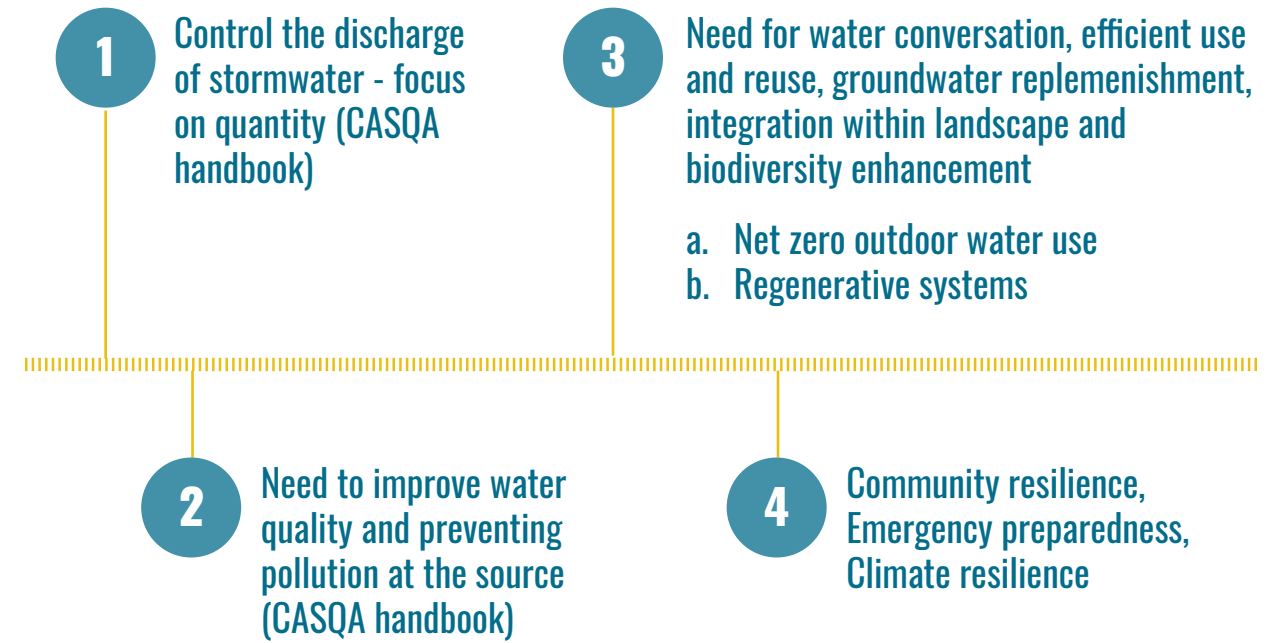 1
Control the discharge
of stormwater - focus
on quantity (CASQA
handbook)
2
Need to improve water
quality and preventing
pollution at the source
(CASQA handbook)
3
Need for water conversation, efficient use
and reuse, groundwater replemenishment,
integration within landscape and
biodiversity enhancement
a. Net zero outdoor water use
b. Regenerative systems
4
Community resilience,
Emergency preparedness,
Climate resilience